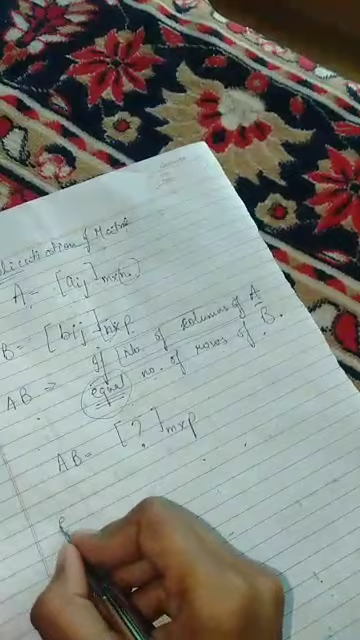 of Matrix
A = [aij] mxn
B = [bij] nxp
AB ⇒ If No. of columns of A
equal no. of rows of B.
AB = [?] mxp